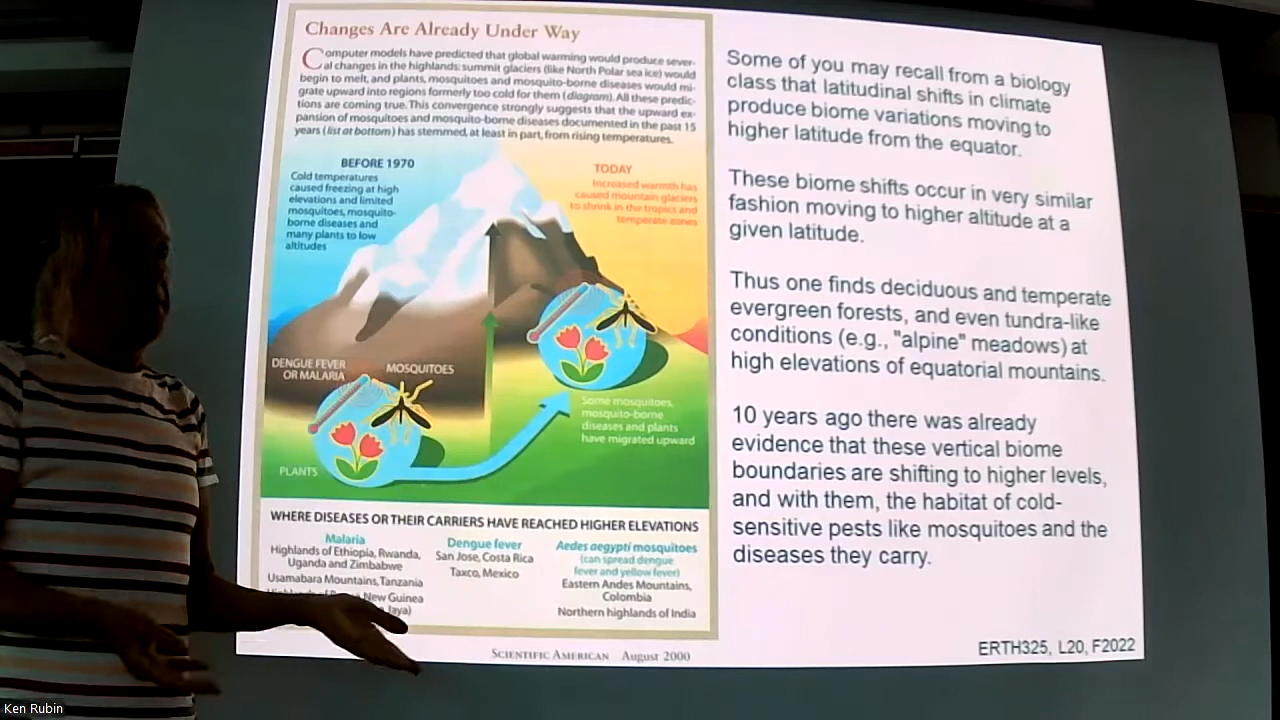 Changes Are Already Under Way
Computer models have predicted that global warming would produce sever-
al changes in the highlands: summit glaciers (like North Polar sea ice) would
begin to melt, and plants, mosquitoes and mosquito-borne diseases would mi-
grate upward into regions formerly too cold for them (diagram). All these predic-
tions are coming true. This convergence strongly suggests that the upward ex-
pansion of mosquitoes and mosquito-borne diseases documented in the past 15
years (list at bottom) has stemmed, at least in part, from rising temperatures.
BEFORE 1970
Cold temperatures
caused freezing at high
elevations and limited
mosquitoes, mosquito-
borne diseases and
many plants to low
altitudes
TODAY
Increased warmth has
caused mountain glaciers
to shrink in the tropics and
temperate zones
DENGUE FEVER
OR MALARIA
MOSQUITOES
PLANTS
Some mosquitoes,
mosquito-borne
diseases and plants
have migrated upward
WHERE DISEASES OR THEIR CARRIERS HAVE REACHED HIGHER ELEVATIONS
Malaria
Highlands of Ethiopia, Rwanda,
Uganda and Zimbabwe
Usamabara Mountains, Tanzania
New Guinea
Jaya)
Dengue fever
San Jose, Costa Rica
Taxco, Mexico
Aedes aegypti mosquitoes
(can spread dengue
fever and yellow fever)
Eastern Andes Mountains,
Colombia
Northern highlands of India
SCIENTIFIC AMERICAN August 2000
Some of you may recall from a biology
class that latitudinal shifts in climate
produce biome variations moving to
higher latitude from the equator.
These biome shifts occur in very similar
fashion moving to higher altitude at a
given latitude.
Thus one finds deciduous and temperate
evergreen forests, and even tundra-like
conditions (e.g., "alpine" meadows) at
high elevations of equatorial mountains.
10 years ago there was already
evidence that these vertical biome
boundaries are shifting to higher levels,
and with them, the habitat of cold-
sensitive pests like mosquitoes and the
diseases they carry.
ERTH325, L20, F2022
Ken Rubin